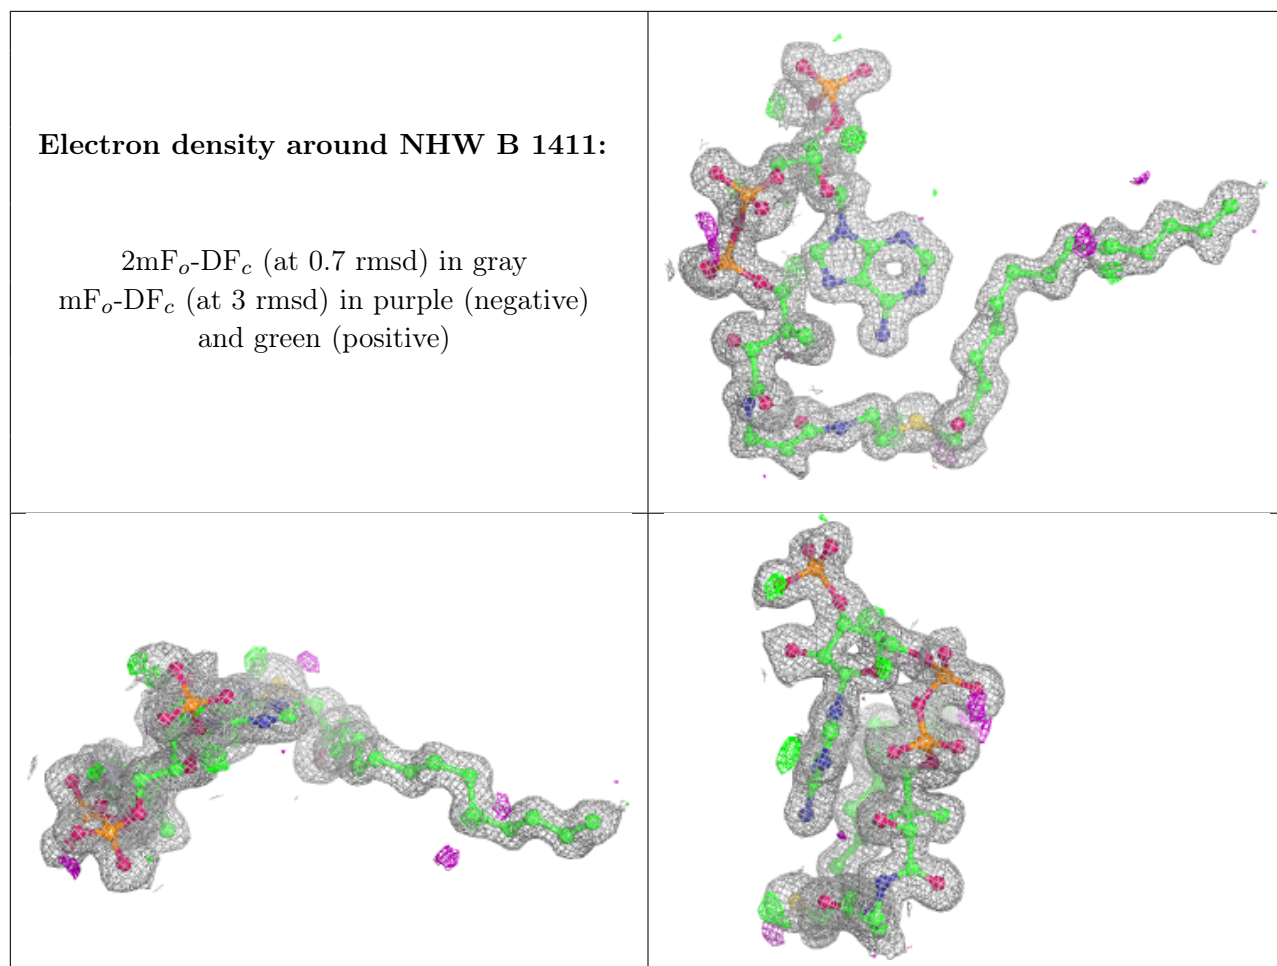 Electron density around NHW B 1411:
2mFo-DFc (at 0.7 rmsd) in gray
mFo-DFc (at 3 rmsd) in purple (negative)
and green (positive)